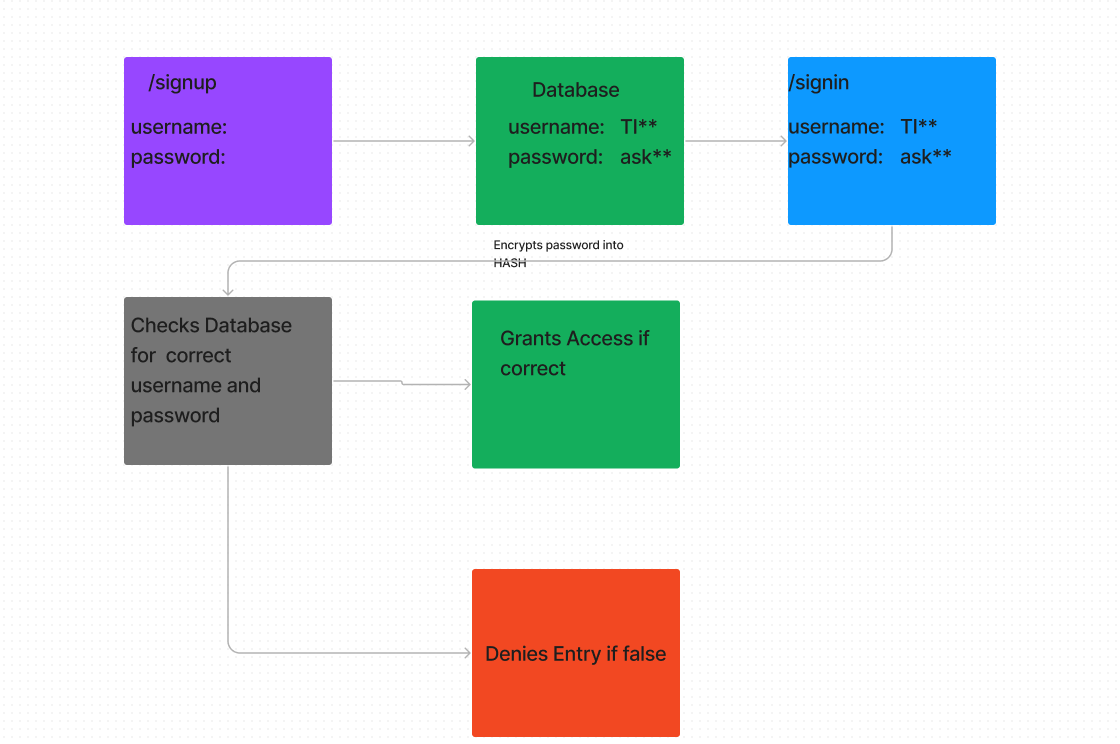 /signup
username:
password:
Database
username: TI**
password: ask**
/signin
username: TI**
password: ask**
Encrypts password into
HASH
Checks Database
for correct
username and
password
Grants Access if
correct
Denies Entry if false